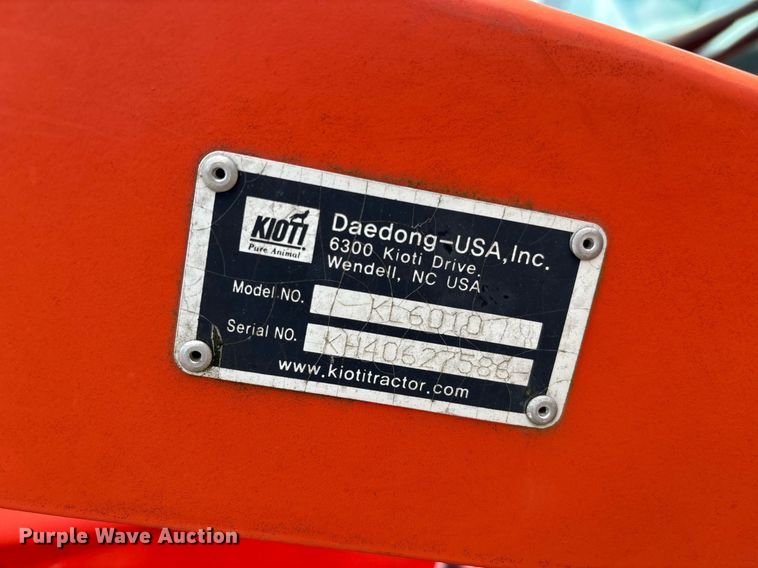 KIOTI
Pure Animal
Daedong-USA, Inc.
6300 Kioti Drive.
Wendell, NC USA
Model NO.
Serial NO. KH40627586
www.kiotitractor.com
Purple Wave Auction